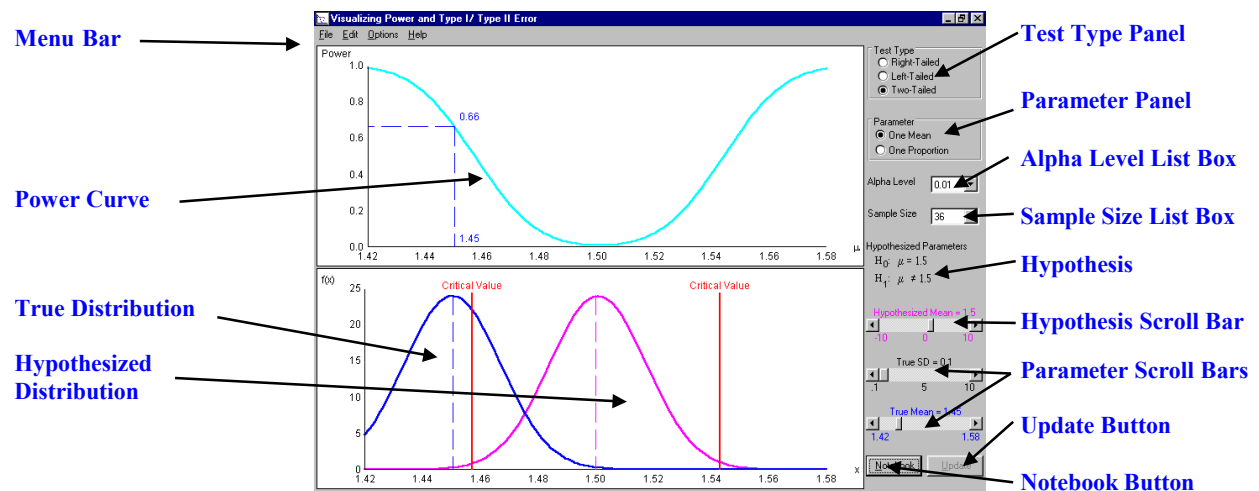 Visualizing Power and Type I/ Type II Error
File Edit Options Help
Menu Bar
Power Curve
True Distribution
Hypothesized
Distribution
Power
1.0
0.8
0.6
0.4
0.2
0.0
0.66
1.45
1.42 1.44 1.46 1.48 1.50 1.52 1.54 1.56 1.58
μ
f(x)
25
20
15
10
5
0
Critical Value
Critical Value
1.42 1.44 1.46 1.48 1.50 1.52 1.54 1.56 1.58
x
Test Type
Right-Tailed
Left-Tailed
Two-Tailed
Parameter
One Mean
One Proportion
Alpha Level 0.01
Sample Size 36
Hypothesized Parameters
H0: μ = 1.5
H1: μ ≠ 1.5
Hypothesized Mean = 1.5
-10 0 10
True SD = 0.1
.1 5 10
True Mean = 1.45
1.42 1.58
Notebook Update
Test Type Panel
Parameter Panel
Alpha Level List Box
Sample Size List Box
Hypothesis
Hypothesis Scroll Bar
Parameter Scroll Bars
Update Button
Notebook Button